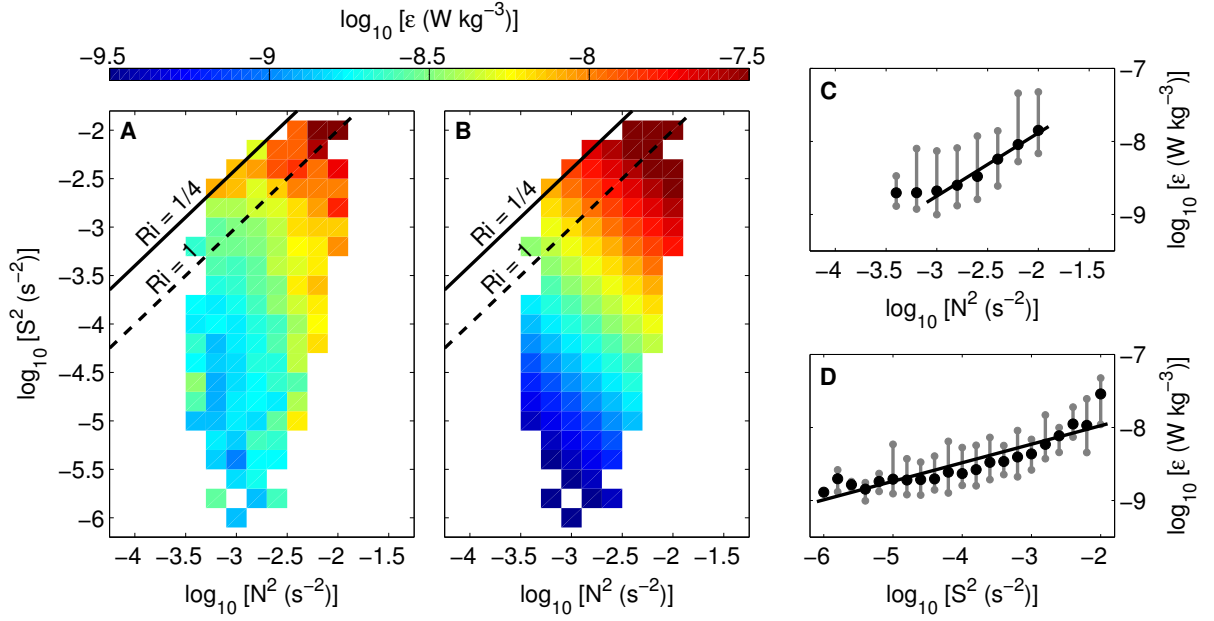 log₁₀ [ε (W kg⁻³)]
−9.5 −9 −8.5 −8 −7.5
A
Ri = 1/4
Ri = 1
−2
−2.5
−3
−3.5
−4
−4.5
−5
−5.5
−6
log₁₀ [S² (s⁻²)]
−4 −3.5 −3 −2.5 −2 −1.5
log₁₀ [N² (s⁻²)]
B
Ri = 1/4
Ri = 1
−4 −3.5 −3 −2.5 −2 −1.5
log₁₀ [N² (s⁻²)]
C
−7
−8
−9
log₁₀ [ε (W kg⁻³)]
−4 −3.5 −3 −2.5 −2 −1.5
log₁₀ [N² (s⁻²)]
D
−7
−8
−9
log₁₀ [ε (W kg⁻³)]
−6 −5 −4 −3 −2
log₁₀ [S² (s⁻²)]